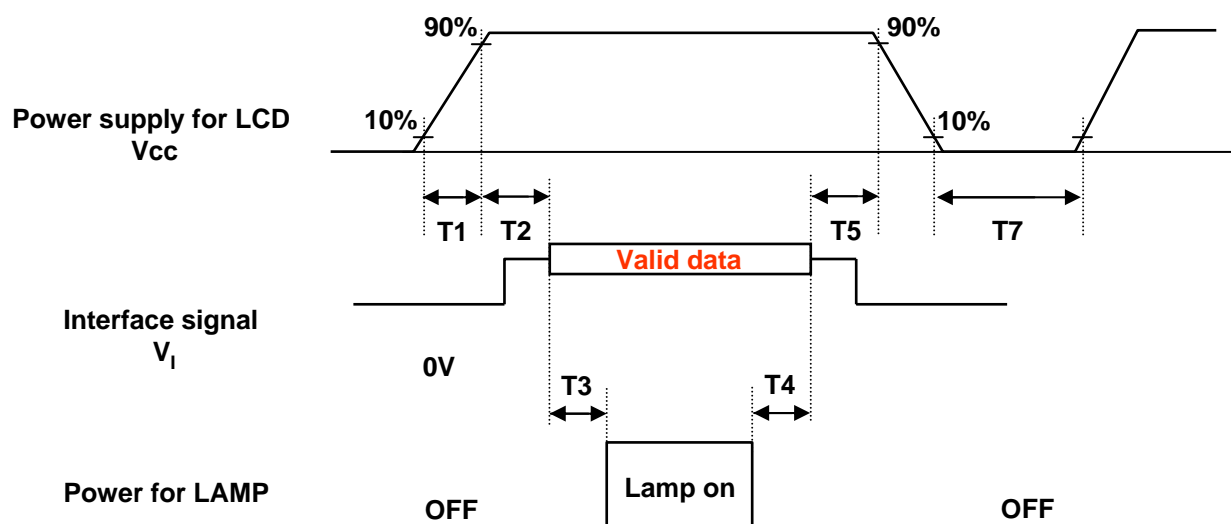 90%
90%
Power supply for LCD
Vcc
10%
10%
T1
T2
T5
T7
Valid data
Interface signal
VI
0V
T3
T4
Power for LAMP
OFF
Lamp on
OFF